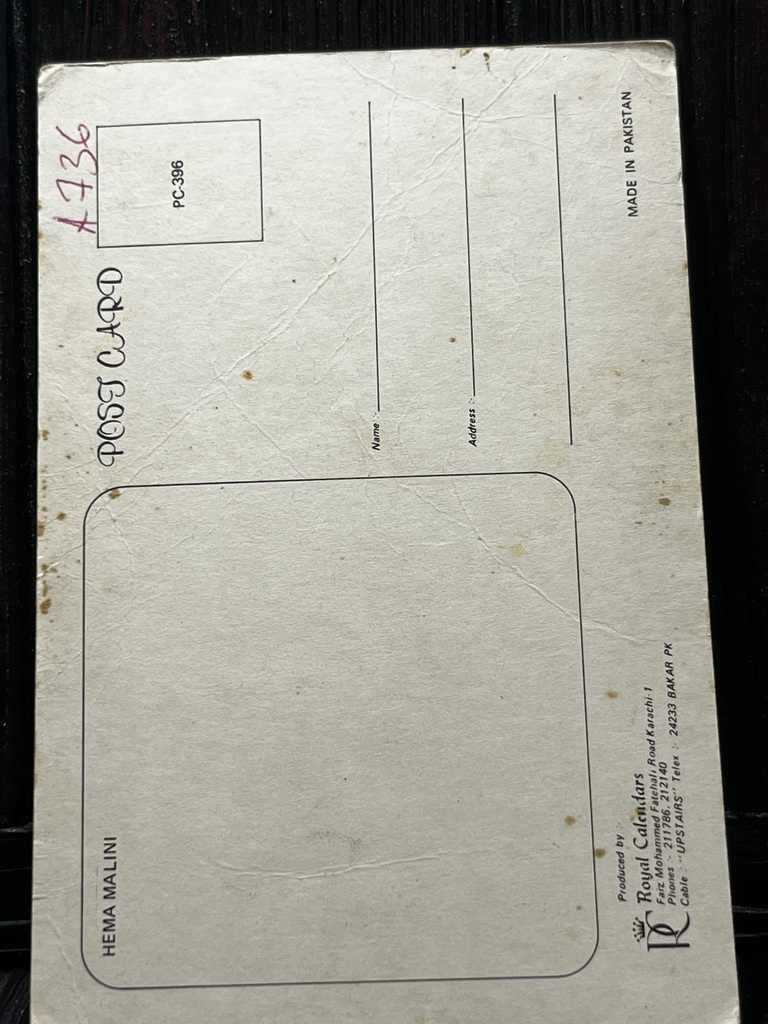 A736
PC-396
POST CARD
HEMA MALINI
Name :-
Address :-
Produced by :-
Royal Calendars
Faiz Mohammed Fatehali Road Karachi-1
Phones :- 211786, 212140
Cable :- "UPSTAIRS" Telex :- 24233 BAKAR PK
MADE IN PAKISTAN